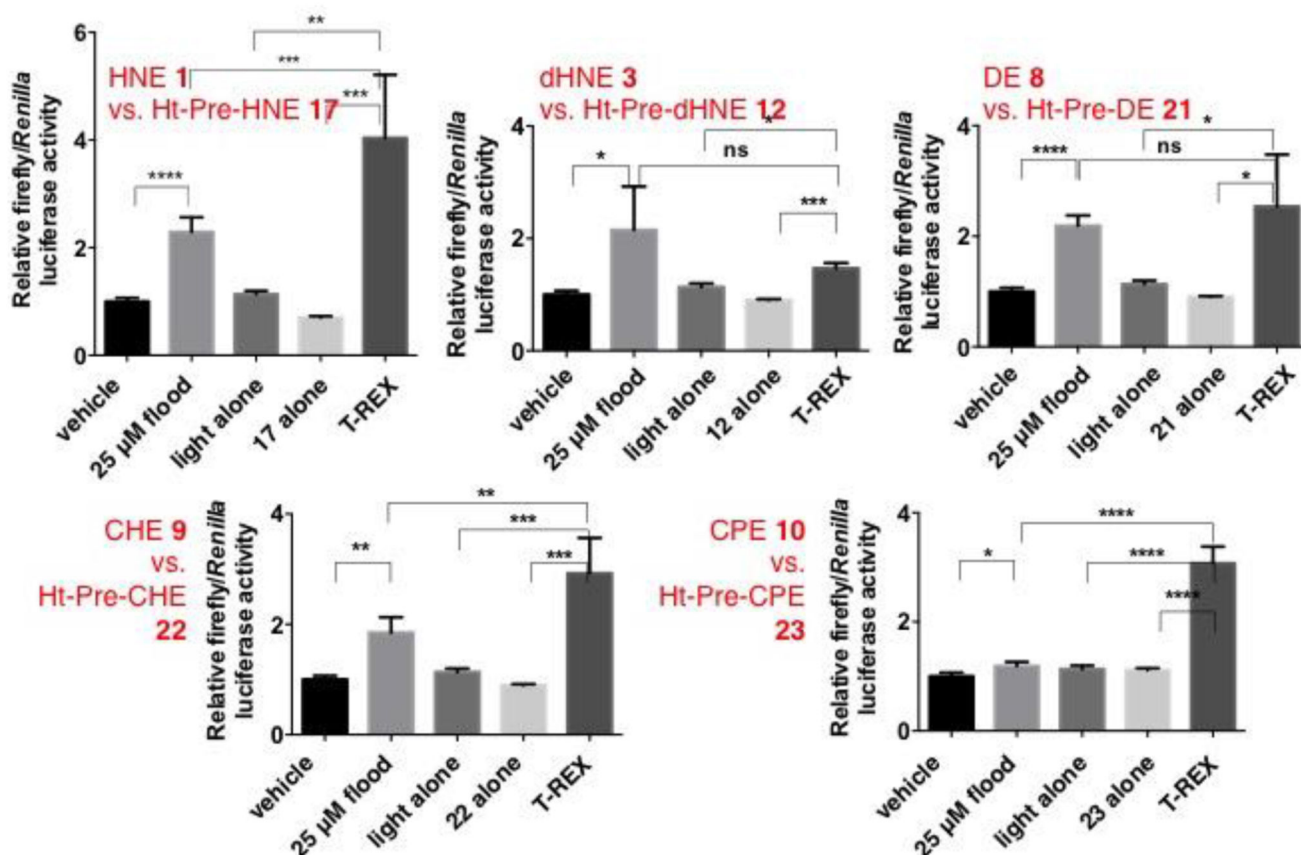 Relative firefly/Renilla
luciferase activity
6
4
2
0
HNE 1
vs. Ht-Pre-HNE 17
**
***
***
****
vehicle
25 µM flood
light alone
17 alone
T-REX
Relative firefly/Renilla
luciferase activity
4
2
0
dHNE 3
vs. Ht-Pre-dHNE 12
*
ns
*
***
vehicle
25 µM flood
light alone
12 alone
T-REX
Relative firefly/Renilla
luciferase activity
4
2
0
DE 8
vs. Ht-Pre-DE 21
*
ns
****
*
vehicle
25 µM flood
light alone
21 alone
T-REX
CHE 9
vs.
Ht-Pre-CHE
22
Relative firefly/Renilla
luciferase activity
4
2
0
**
***
**
***
vehicle
25 µM flood
light alone
22 alone
T-REX
CPE 10
vs.
Ht-Pre-CPE
23
Relative firefly/Renilla
luciferase activity
4
2
0
****
****
*
****
vehicle
25 µM flood
light alone
23 alone
T-REX